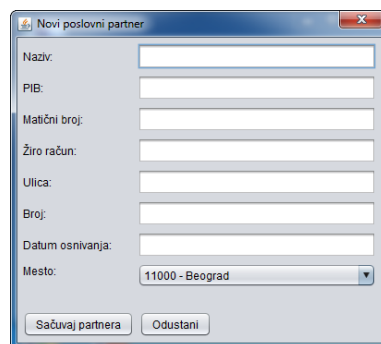 Novi poslovni partner
Naziv:
PIB:
Matični broj:
Žiro račun:
Ulica:
Broj:
Datum osnivanja:
Mesto: 11000 - Beograd
Sačuvaj partnera Odustani